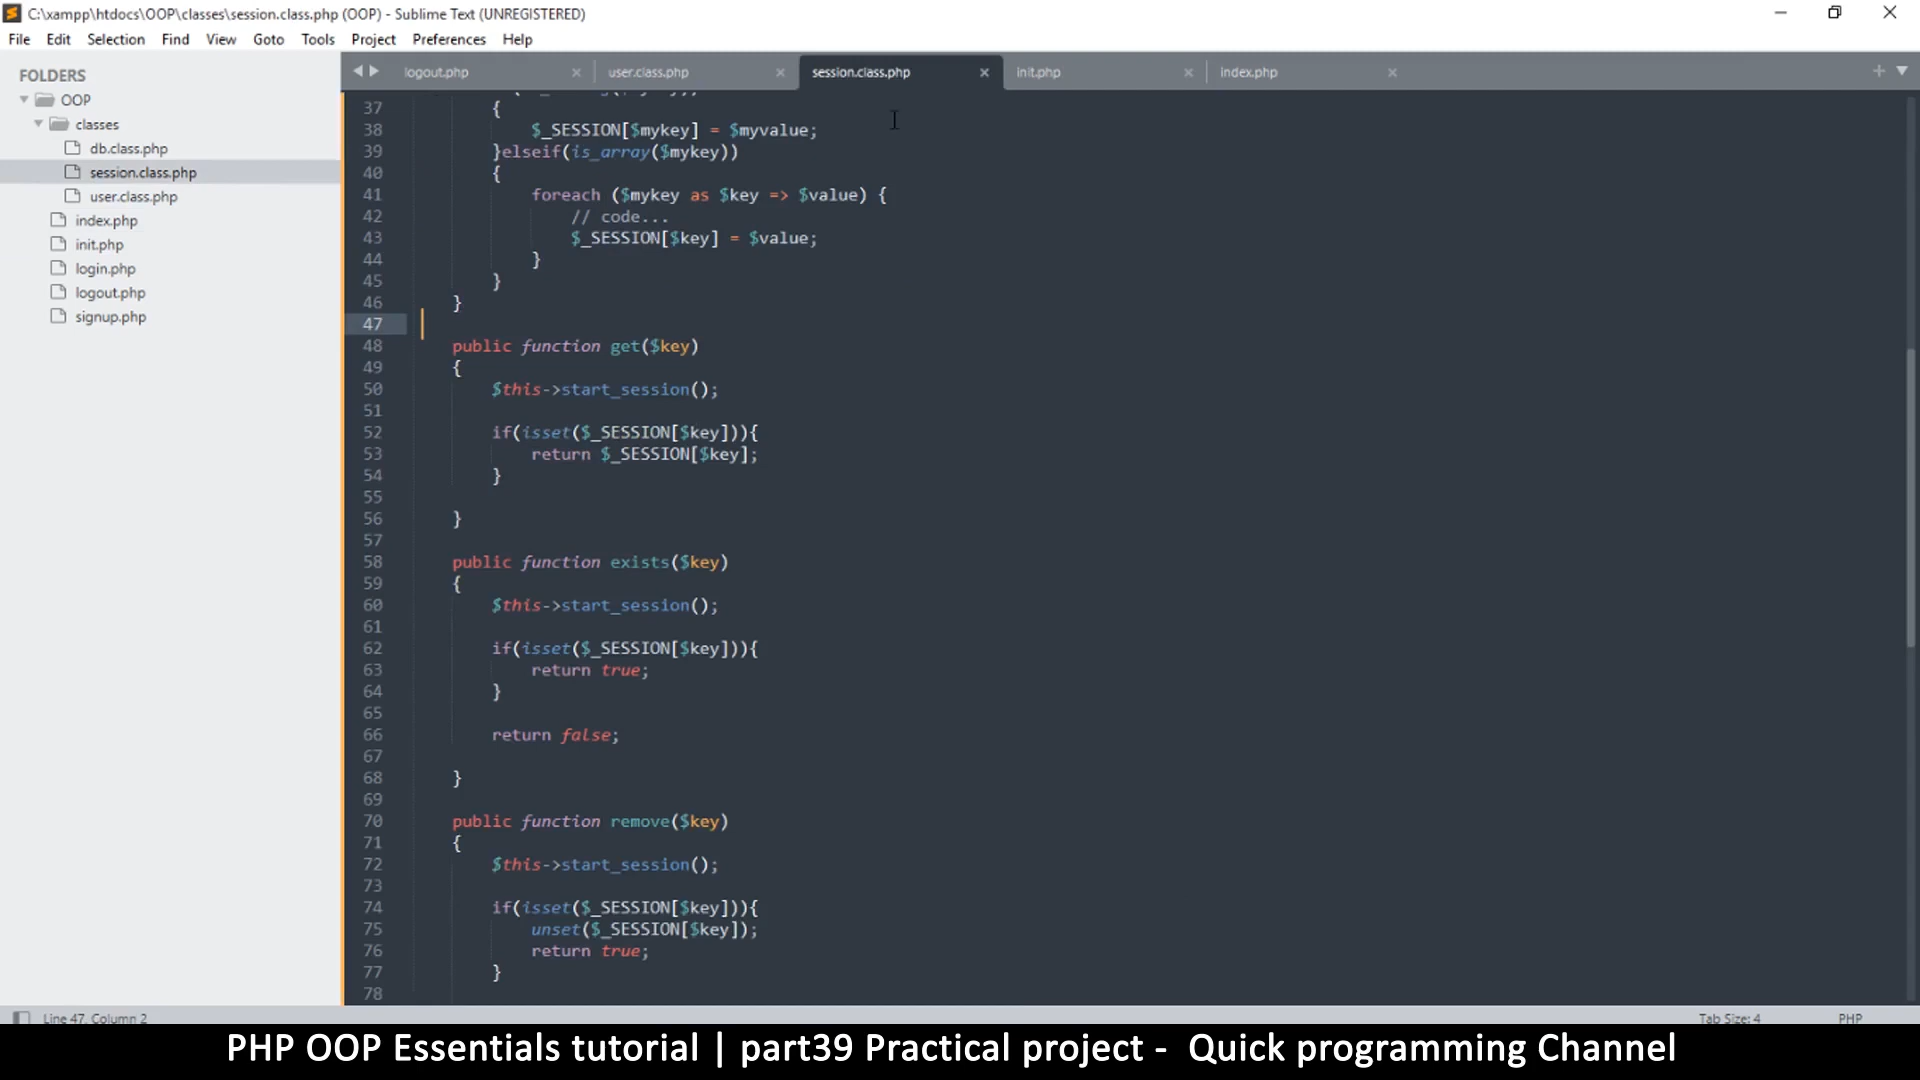 C:\xampp\htdocs\OOP\classes\session.class.php (OOP) - Sublime Text (UNREGISTERED)
File Edit Selection Find View Goto Tools Project Preferences Help
FOLDERS
OOP
classes
db.class.php
session.class.php
user.class.php
index.php
init.php
login.php
logout.php
signup.php
logout.php × user.class.php × session.class.php × init.php × index.php ×
37 {
38 $_SESSION[$mykey] = $myvalue;
39 }elseif(is_array($mykey))
40 {
41 foreach ($mykey as $key => $value) {
42 // code...
43 $_SESSION[$key] = $value;
44 }
45 }
46 }
47
48 public function get($key)
49 {
50 $this->start_session();
51
52 if(isset($_SESSION[$key])){
53 return $_SESSION[$key];
54 }
55
56 }
57
58 public function exists($key)
59 {
60 $this->start_session();
61
62 if(isset($_SESSION[$key])){
63 return true;
64 }
65
66 return false;
67
68 }
69
70 public function remove($key)
71 {
72 $this->start_session();
73
74 if(isset($_SESSION[$key])){
75 unset($_SESSION[$key]);
76 return true;
77 }
78
Line 47, Column 2 Tab Size: 4 PHP
PHP OOP Essentials tutorial | part39 Practical project - Quick programming Channel